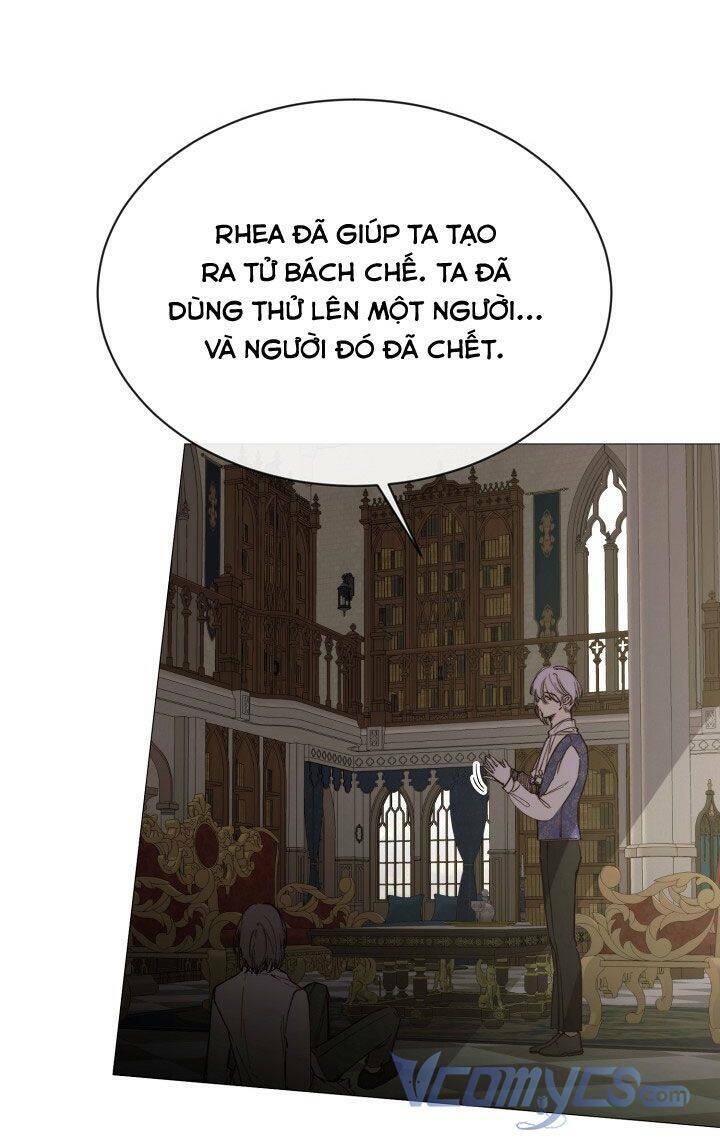 RHEA ĐÃ GIÚP TA TẠO
RA TỬ BÁCH CHẾ. TA ĐÃ
DÙNG THỬ LÊN MỘT NGƯỜI...
VÀ NGƯỜI ĐÓ ĐÃ CHẾT.
VCOMYCS.com